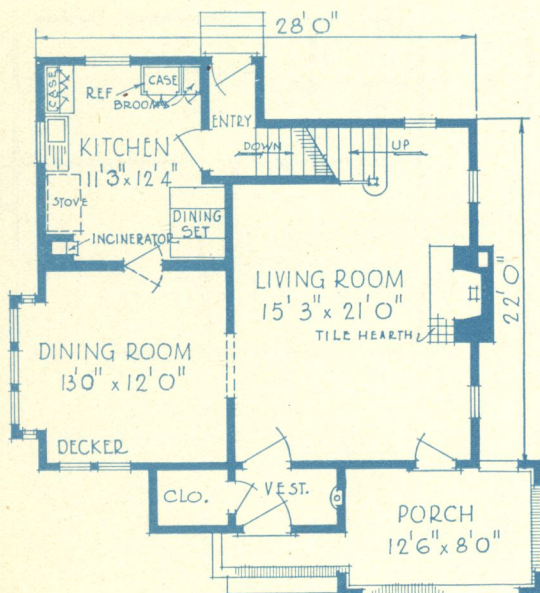 28'0"
CASE
REF.
CASE
BROOMS
ENTRY
KITCHEN
11'3" x 12'4"
DOWN
UP
STOVE
DINING
SET
INCINERATOR
22'0"
LIVING ROOM
15'3" x 21'0"
TILE HEARTH
DINING ROOM
13'0" x 12'0"
DECKER
CLO.
VEST.
PORCH
12'6" x 8'0"